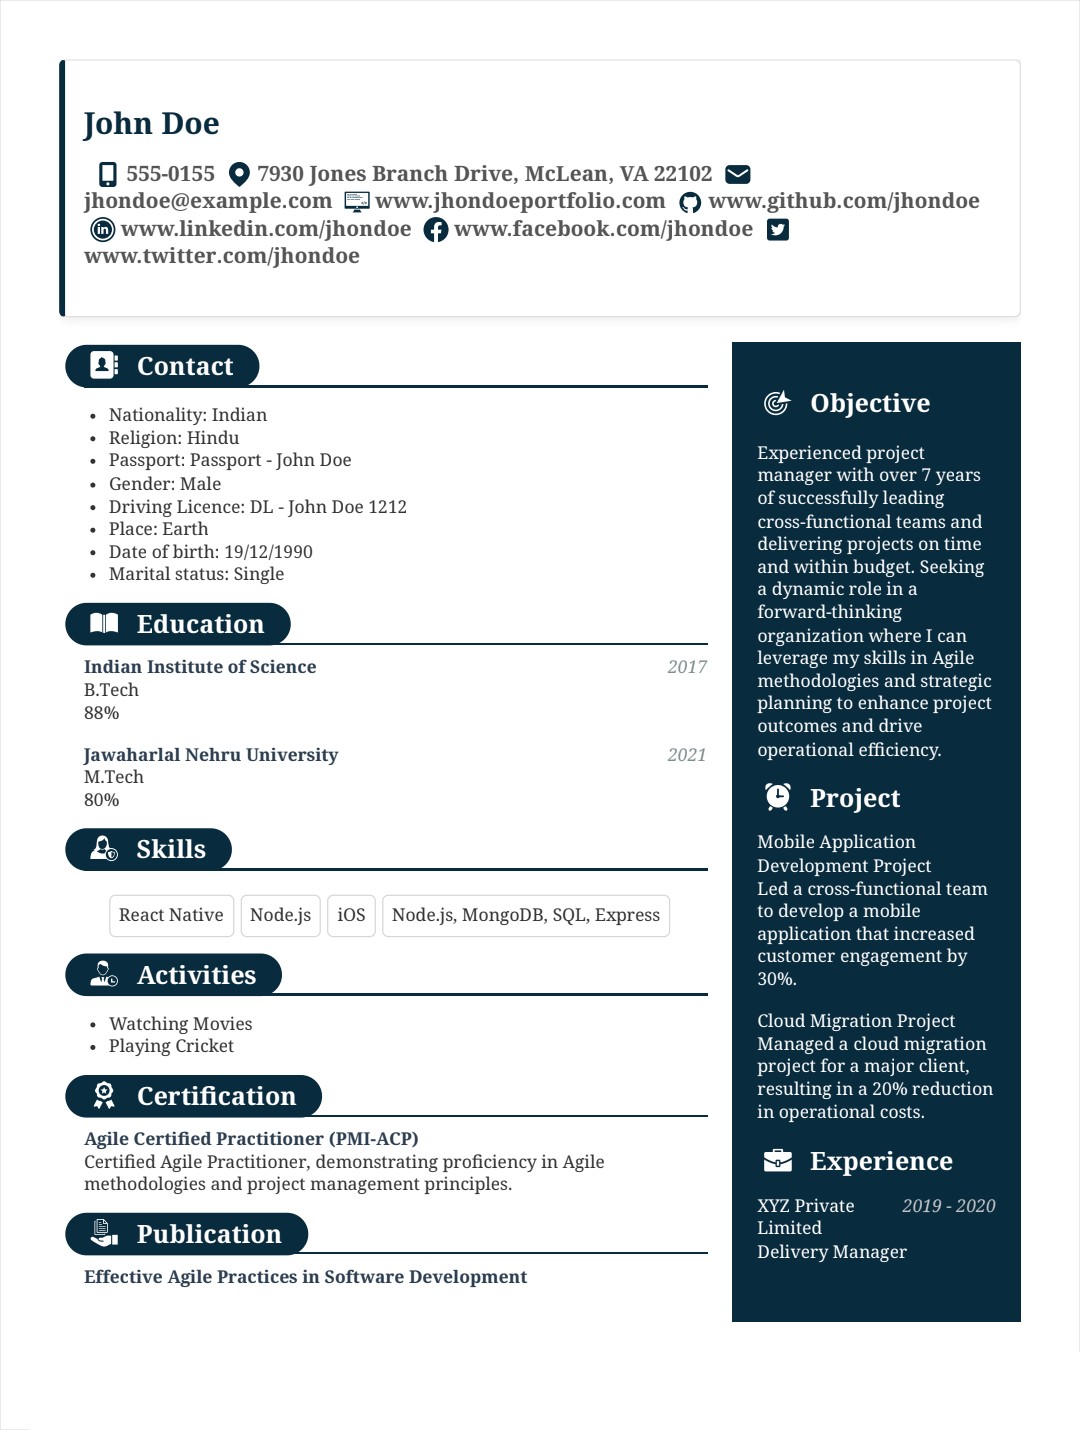 John Doe
555-0155 7930 Jones Branch Drive, McLean, VA 22102
jhondoe@example.com www.jhondoeportfolio.com www.github.com/jhondoe
www.linkedin.com/jhondoe www.facebook.com/jhondoe
www.twitter.com/jhondoe
Contact
• Nationality: Indian
• Religion: Hindu
• Passport: Passport - John Doe
• Gender: Male
• Driving Licence: DL - John Doe 1212
• Place: Earth
• Date of birth: 19/12/1990
• Marital status: Single
Education
Indian Institute of Science 2017
B.Tech
88%
Jawaharlal Nehru University 2021
M.Tech
80%
Skills
React Native Node.js iOS Node.js, MongoDB, SQL, Express
Activities
• Watching Movies
• Playing Cricket
Certification
Agile Certified Practitioner (PMI-ACP)
Certified Agile Practitioner, demonstrating proficiency in Agile
methodologies and project management principles.
Publication
Effective Agile Practices in Software Development
Objective
Experienced project
manager with over 7 years
of successfully leading
cross-functional teams and
delivering projects on time
and within budget. Seeking
a dynamic role in a
forward-thinking
organization where I can
leverage my skills in Agile
methodologies and strategic
planning to enhance project
outcomes and drive
operational efficiency.
Project
Mobile Application
Development Project
Led a cross-functional team
to develop a mobile
application that increased
customer engagement by
30%.
Cloud Migration Project
Managed a cloud migration
project for a major client,
resulting in a 20% reduction
in operational costs.
Experience
XYZ Private 2019 - 2020
Limited
Delivery Manager